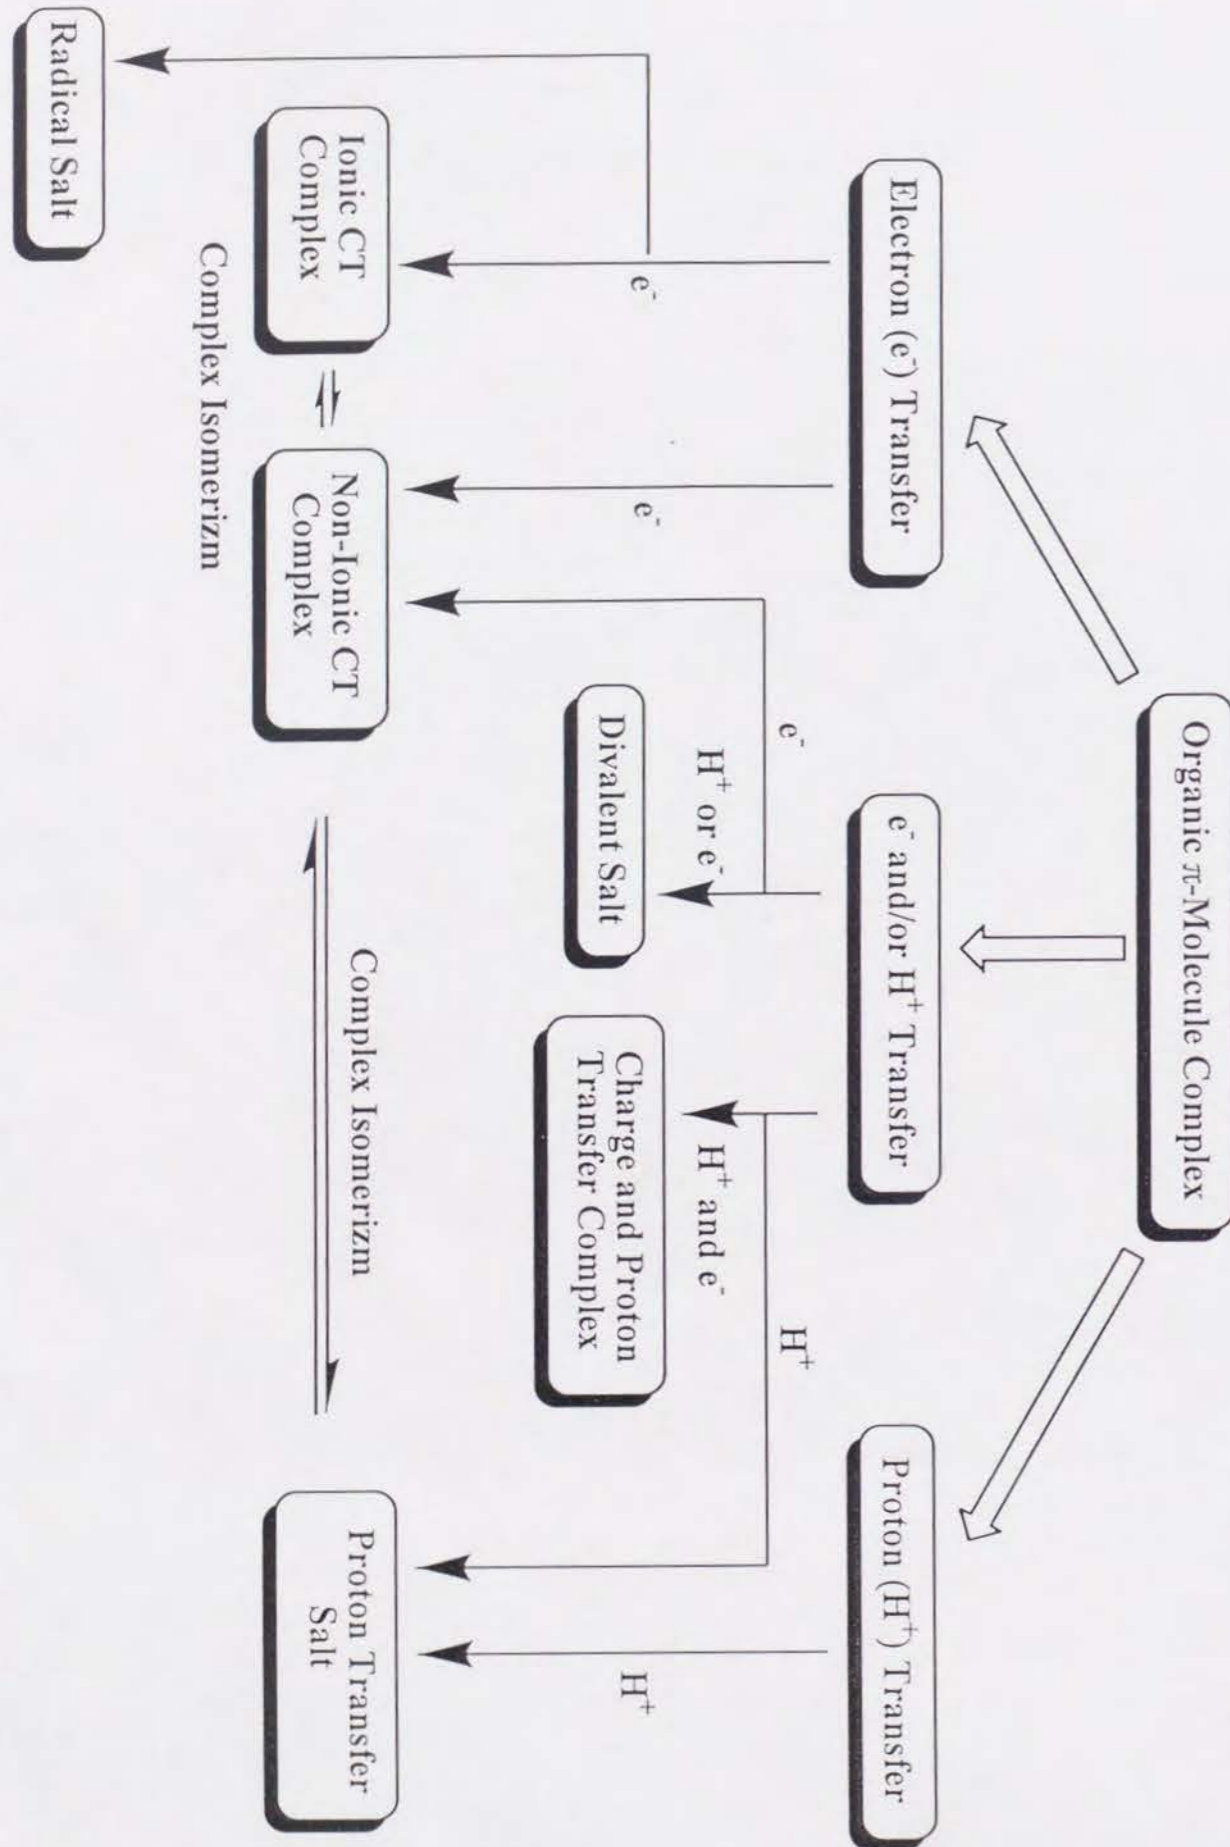 Organic π-Molecule Complex
Electron (e⁻) Transfer
e⁻ and/or H⁺ Transfer
Proton (H⁺) Transfer
e⁻
H⁺
e⁻
e⁻
H⁺ or e⁻
H⁺ and e⁻
H⁺
Divalent Salt
Charge and Proton
Transfer Complex
Ionic CT
Complex
Non-Ionic CT
Complex
Complex Isomerizm
Proton Transfer
Salt
Complex Isomerizm
Radical Salt